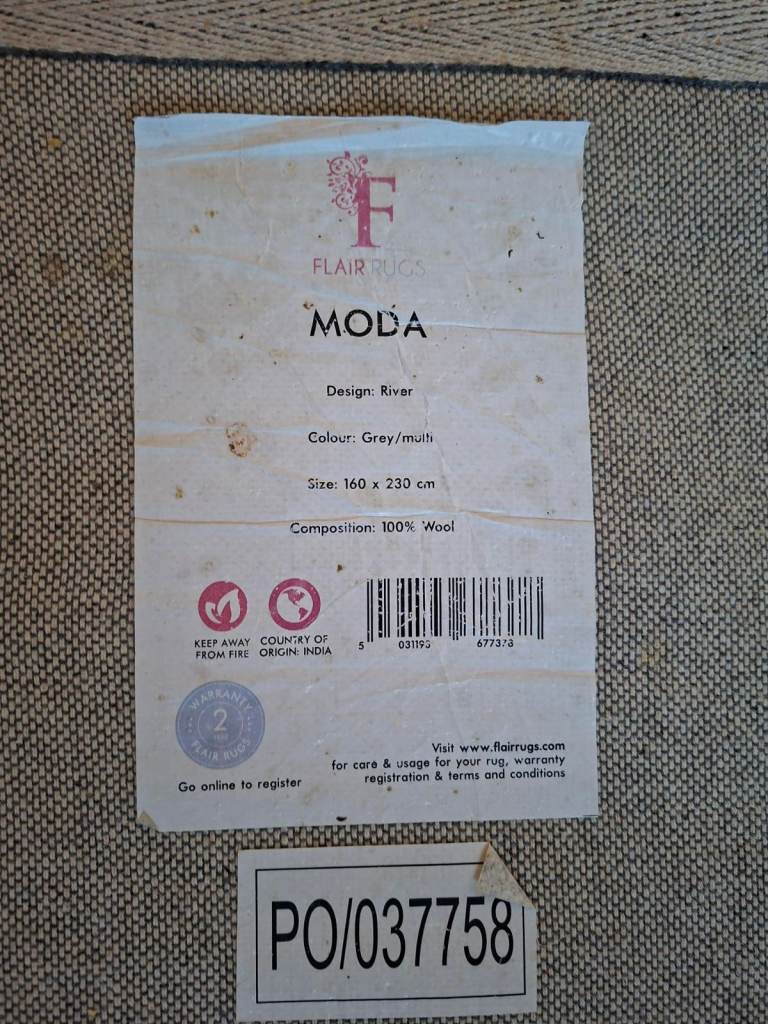 F
FLAIR RUGS
MODA
Design: River
Colour: Grey/multi
Size: 160 x 230 cm
Composition: 100% Wool
KEEP AWAY
FROM FIRE
COUNTRY OF
ORIGIN: INDIA
5 031195 677373
WARRANTY
2
YEAR
FLAIR RUGS
Go online to register
Visit www.flairrugs.com
for care & usage for your rug, warranty
registration & terms and conditions
PO/037758